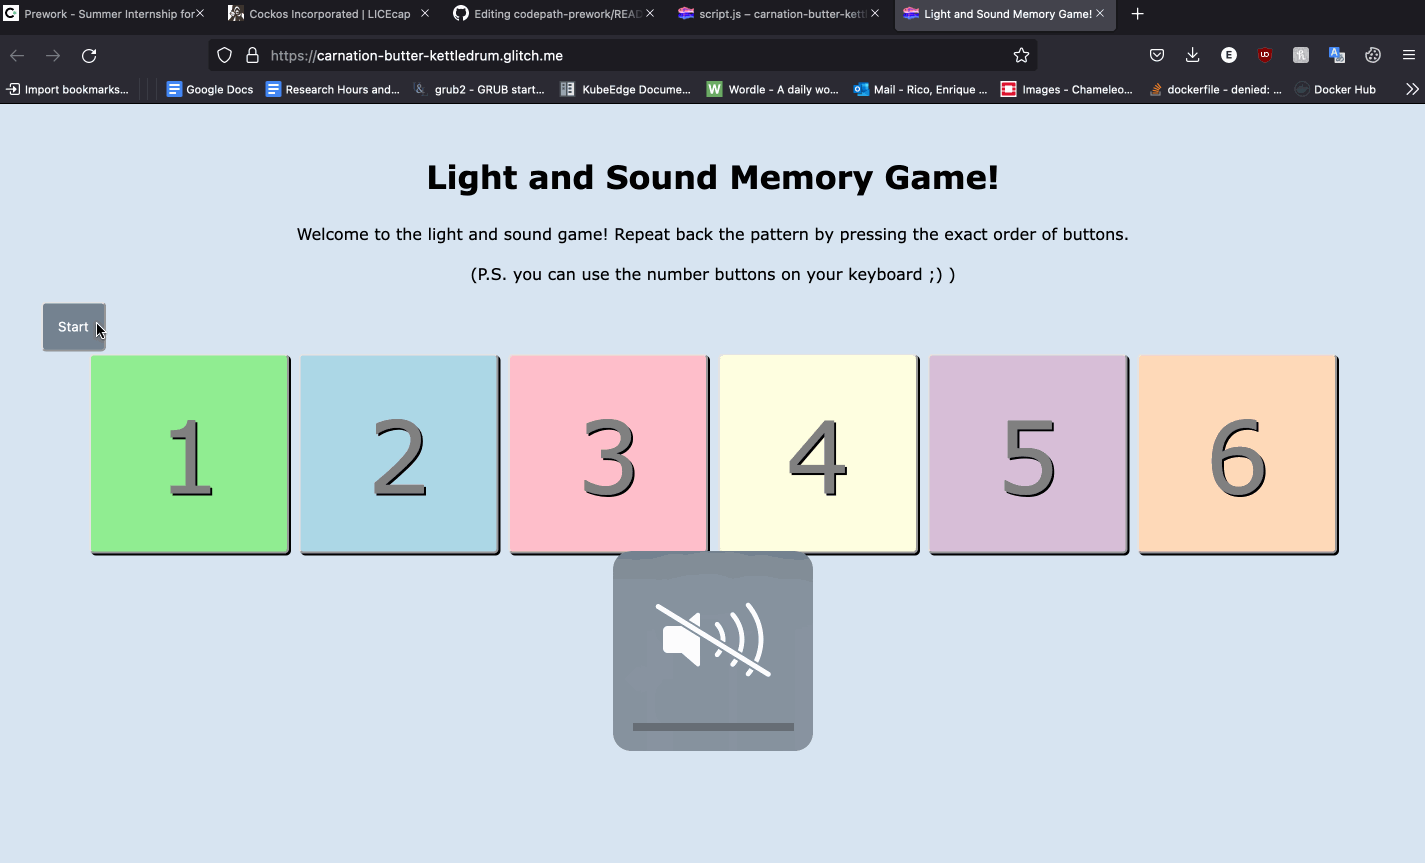 Prework - Summer Internship for
Cockos Incorporated | LICEcap
Editing codepath-prework/READ
script.js – carnation-butter-kettl
Light and Sound Memory Game!
https://carnation-butter-kettledrum.glitch.me
E
Import bookmarks...
Google Docs
Research Hours and...
grub2 - GRUB start...
KubeEdge Docume...
W
Wordle - A daily wo...
Mail - Rico, Enrique ...
Images - Chameleo...
dockerfile - denied: ...
Docker Hub
Light and Sound Memory Game!
Welcome to the light and sound game! Repeat back the pattern by pressing the exact order of buttons.
(P.S. you can use the number buttons on your keyboard ;) )
Start
1 2 3 4 5 6